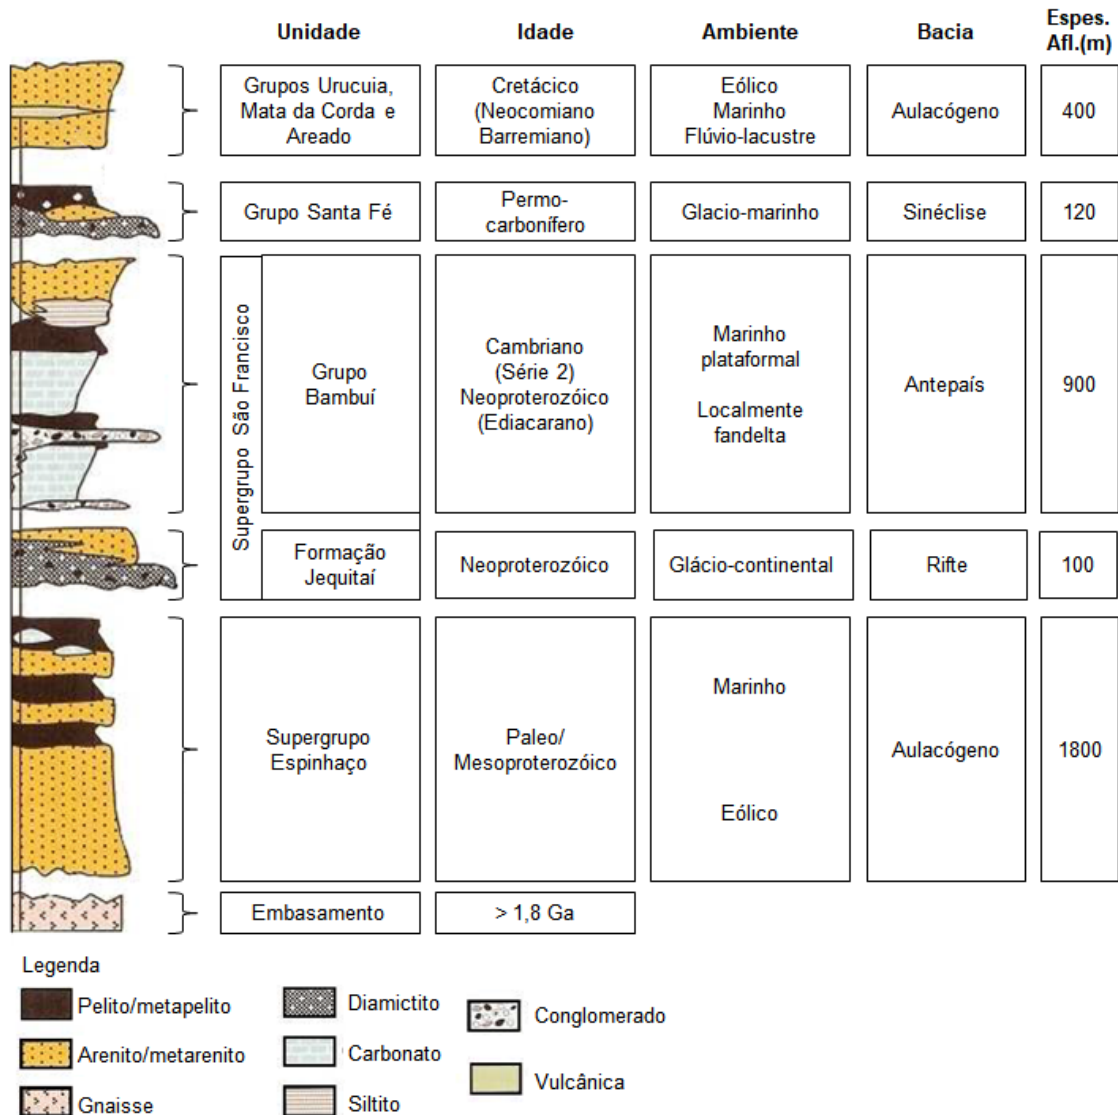 Unidade
Idade
Ambiente
Bacia
Espes.
Afl.(m)
Grupos Urucuia,
Mata da Corda e
Areado
Cretácico
(Neocomiano
Barremiano)
Eólico
Marinho
Flúvio-lacustre
Aulacógeno
400
Grupo Santa Fé
Permo-
carbonífero
Glacio-marinho
Sinéclise
120
Supergrupo São Francisco
Grupo
Bambuí
Cambriano
(Série 2)
Neoproterozóico
(Ediacarano)
Marinho
plataformal
Localmente
fandelta
Antepaís
900
Formação
Jequitaí
Neoproterozóico
Glácio-continental
Rifte
100
Supergrupo
Espinhaço
Paleo/
Mesoproterozóico
Marinho
Eólico
Aulacógeno
1800
Embasamento
> 1,8 Ga
Legenda
Pelito/metapelito
Diamictito
Conglomerado
Arenito/metarenito
Carbonato
Vulcânica
Gnaisse
Siltito